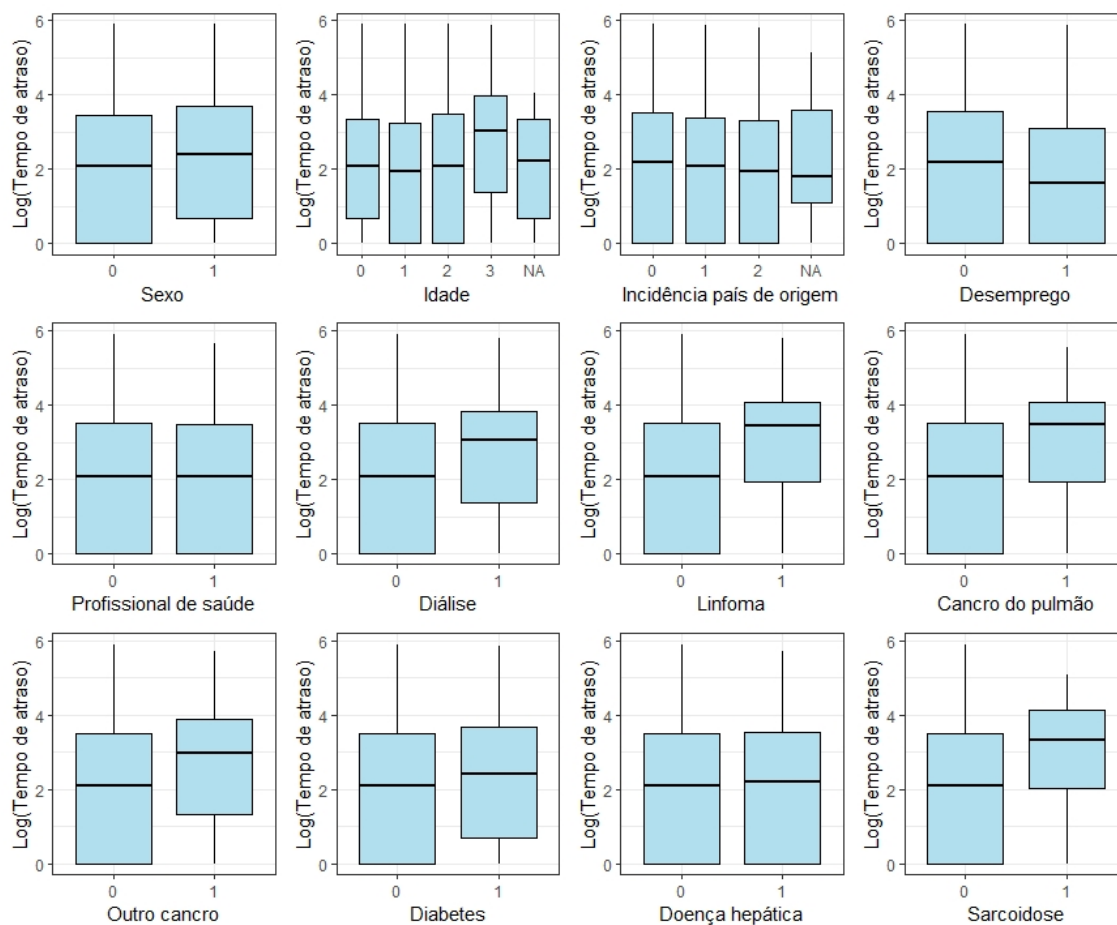 Log(Tempo de atraso)
6
4
2
0
0 1
Sexo
Log(Tempo de atraso)
6
4
2
0
0 1 2 3 NA
Idade
Log(Tempo de atraso)
6
4
2
0
0 1 2 NA
Incidência país de origem
Log(Tempo de atraso)
6
4
2
0
0 1
Desemprego
Log(Tempo de atraso)
6
4
2
0
0 1
Profissional de saúde
Log(Tempo de atraso)
6
4
2
0
0 1
Diálise
Log(Tempo de atraso)
6
4
2
0
0 1
Linfoma
Log(Tempo de atraso)
6
4
2
0
0 1
Cancro do pulmão
Log(Tempo de atraso)
6
4
2
0
0 1
Outro cancro
Log(Tempo de atraso)
6
4
2
0
0 1
Diabetes
Log(Tempo de atraso)
6
4
2
0
0 1
Doença hepática
Log(Tempo de atraso)
6
4
2
0
0 1
Sarcoidose